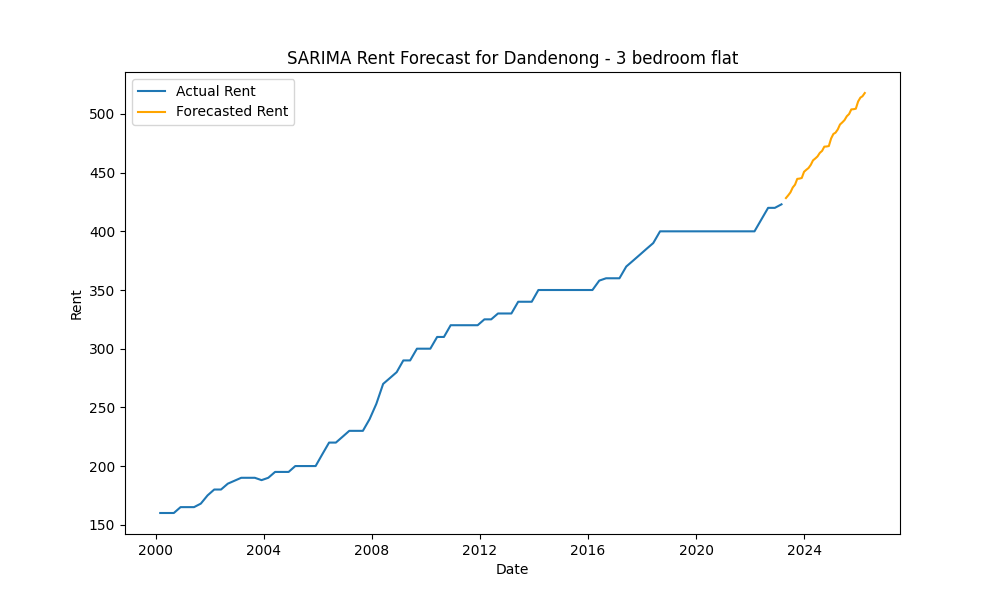 SARIMA Rent Forecast for Dandenong - 3 bedroom flat
Actual Rent
Forecasted Rent
Rent
500
450
400
350
300
250
200
150
2000 2004 2008 2012 2016 2020 2024
Date